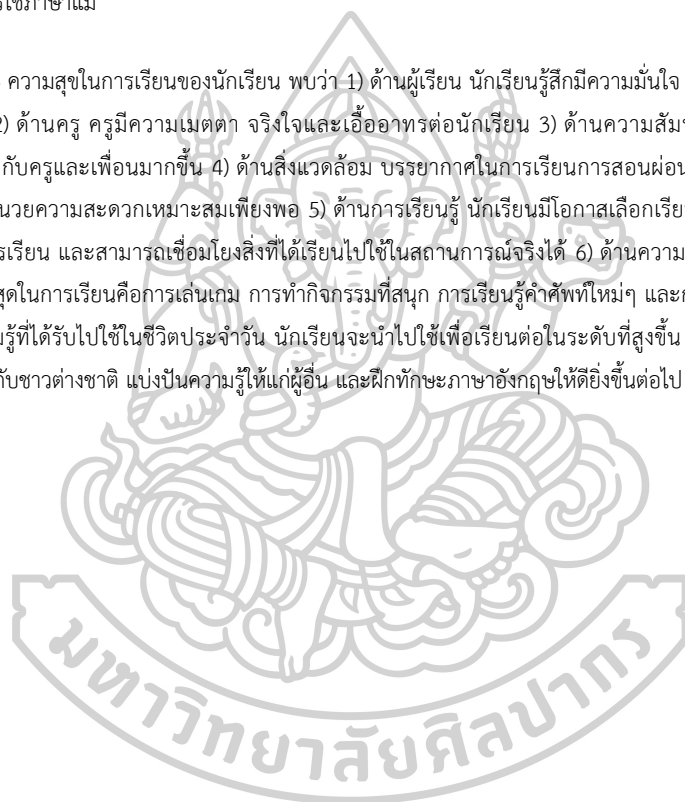 ารใช้ภาษาแม่
ความสุขในการเรียนของนักเรียน พบว่า 1) ด้านผู้เรียน นักเรียนรู้สึกมีความมั่นใจ
2) ด้านครู ครูมีความเมตตา จริงใจและเอื้ออาทรต่อนักเรียน 3) ด้านความสัมพ
กับครูและเพื่อนมากขึ้น 4) ด้านสิ่งแวดล้อม บรรยากาศในการเรียนการสอนผ่อน
นวยความสะดวกเหมาะสมเพียงพอ 5) ด้านการเรียนรู้ นักเรียนมีโอกาสเลือกเรีย
รเรียน และสามารถเชื่อมโยงสิ่งที่ได้เรียนไปใช้ในสถานการณ์จริงได้ 6) ด้านความ
สุดในการเรียนคือการเล่นเกม การทำกิจกรรมที่สนุก การเรียนรู้คำศัพท์ใหม่ๆ และก
มรู้ที่ได้รับไปใช้ในชีวิตประจำวัน นักเรียนจะนำไปใช้เพื่อเรียนต่อในระดับที่สูงขึ้น
กับชาวต่างชาติ แบ่งปันความรู้ให้แก่ผู้อื่น และฝึกทักษะภาษาอังกฤษให้ดียิ่งขึ้นต่อไป
มหาวิทยาลัยศิลปากร